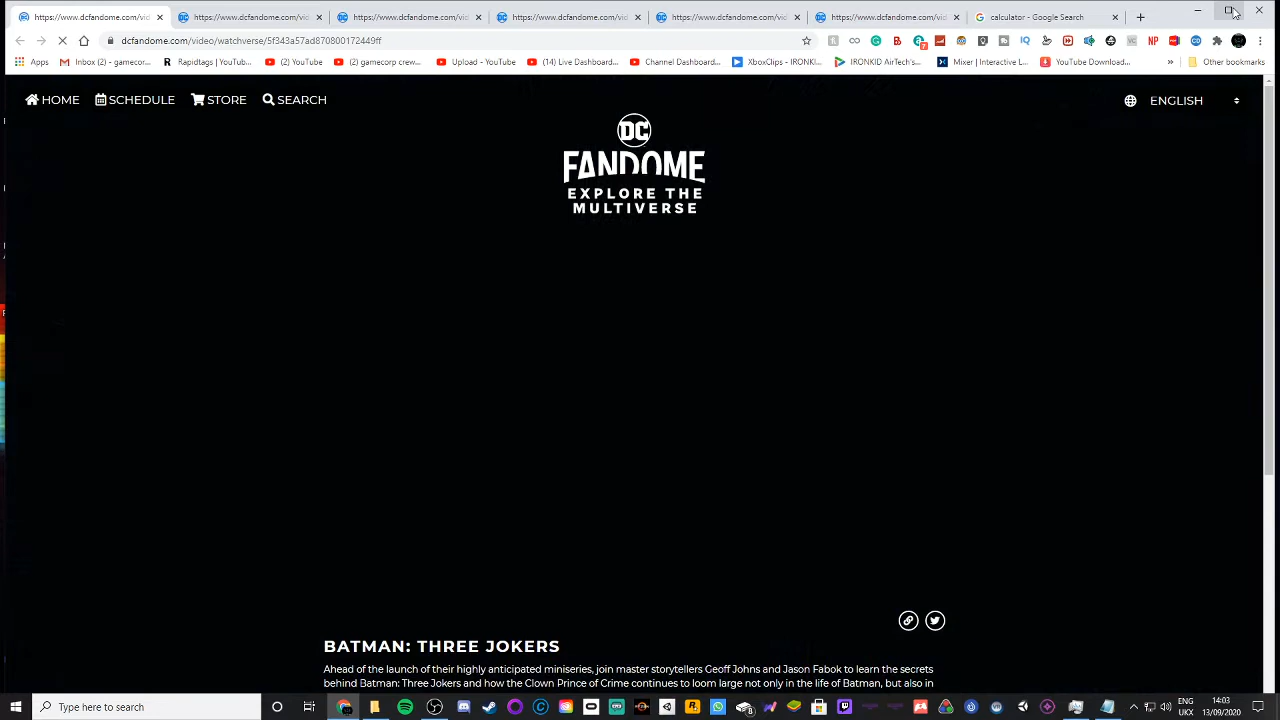 https://www.dcfandome.com/vid https://www.dcfandome.com/vid https://www.dcfandome.com/vid https://www.dcfandome.com/vid https://www.dcfandome.com/vid https://www.dcfandome.com/vid calculator - Google Search
dcfandome.com/video/watchverse/5f343a57ad870800172449ff
Apps Inbox (2) - gamecor... Rapidtags | YouTub... (2) YouTube (2) gamecorp crew... Upload - YouTube (14) Live Dashboard... Channel Dashboard... XboxClips - IRONKI... IRONKID AirTech's... Mixer | Interactive L... YouTube Download... » Other bookmarks
HOME SCHEDULE STORE SEARCH ENGLISH
DC
FANDOME
EXPLORE THE
MULTIVERSE
BATMAN: THREE JOKERS
Ahead of the launch of their highly anticipated miniseries, join master storytellers Geoff Johns and Jason Fabok to learn the secrets
behind Batman: Three Jokers and how the Clown Prince of Crime continues to loom large not only in the life of Batman, but also in
Type here to search
ENG 14:03
UKX 13/09/2020